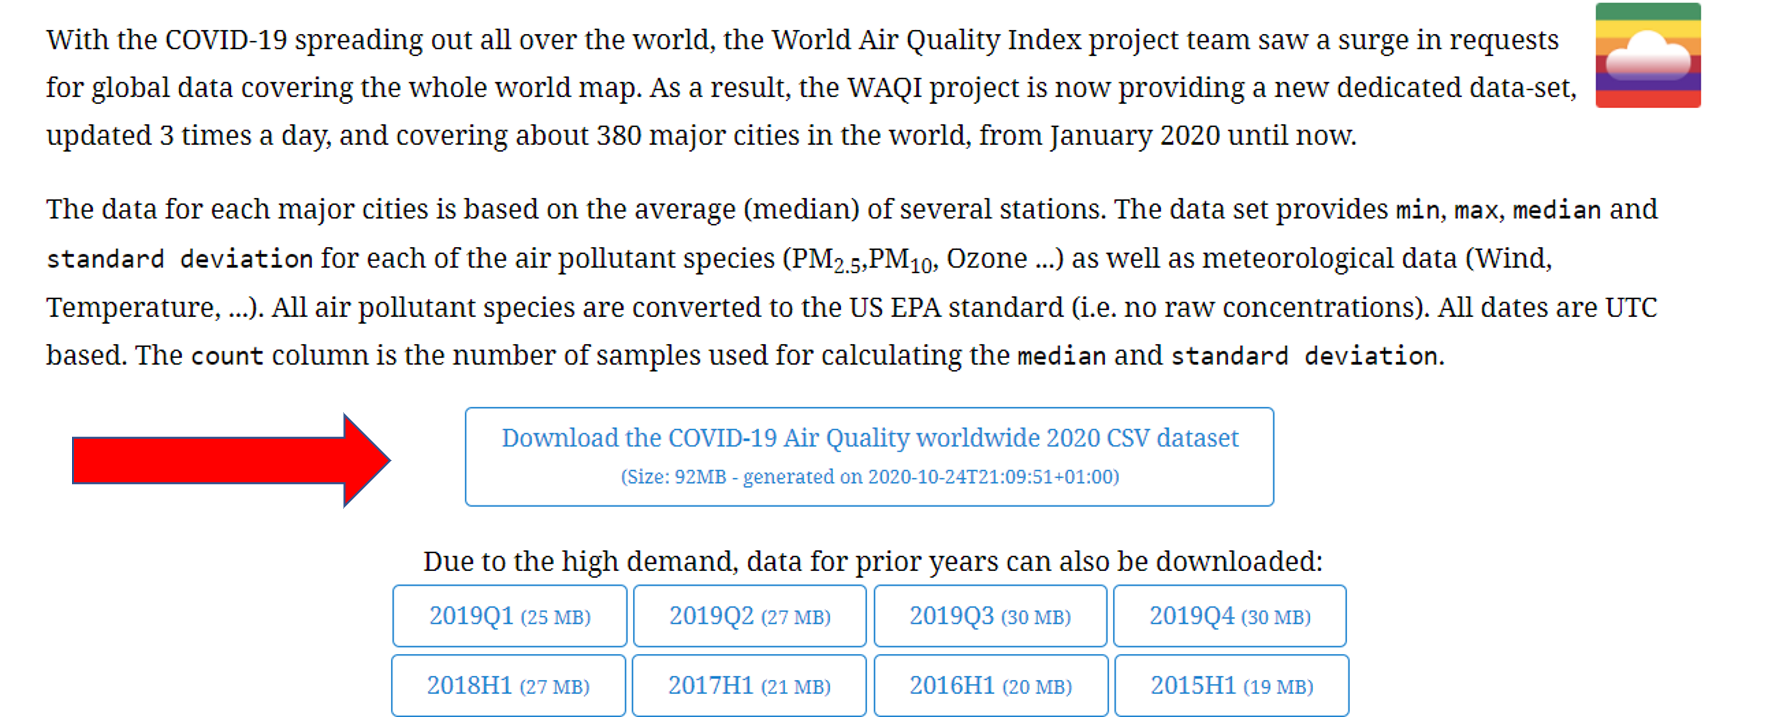 With the COVID-19 spreading out all over the world, the World Air Quality Index project team saw a surge in requests
for global data covering the whole world map. As a result, the WAQI project is now providing a new dedicated data-set,
updated 3 times a day, and covering about 380 major cities in the world, from January 2020 until now.
The data for each major cities is based on the average (median) of several stations. The data set provides min, max, median and
standard deviation for each of the air pollutant species (PM2.5,PM10, Ozone ...) as well as meteorological data (Wind,
Temperature, ...). All air pollutant species are converted to the US EPA standard (i.e. no raw concentrations). All dates are UTC
based. The count column is the number of samples used for calculating the median and standard deviation.
Download the COVID-19 Air Quality worldwide 2020 CSV dataset
(Size: 92MB - generated on 2020-10-24T21:09:51+01:00)
Due to the high demand, data for prior years can also be downloaded:
2019Q1 (25 MB) 2019Q2 (27 MB) 2019Q3 (30 MB) 2019Q4 (30 MB)
2018H1 (27 MB) 2017H1 (21 MB) 2016H1 (20 MB) 2015H1 (19 MB)